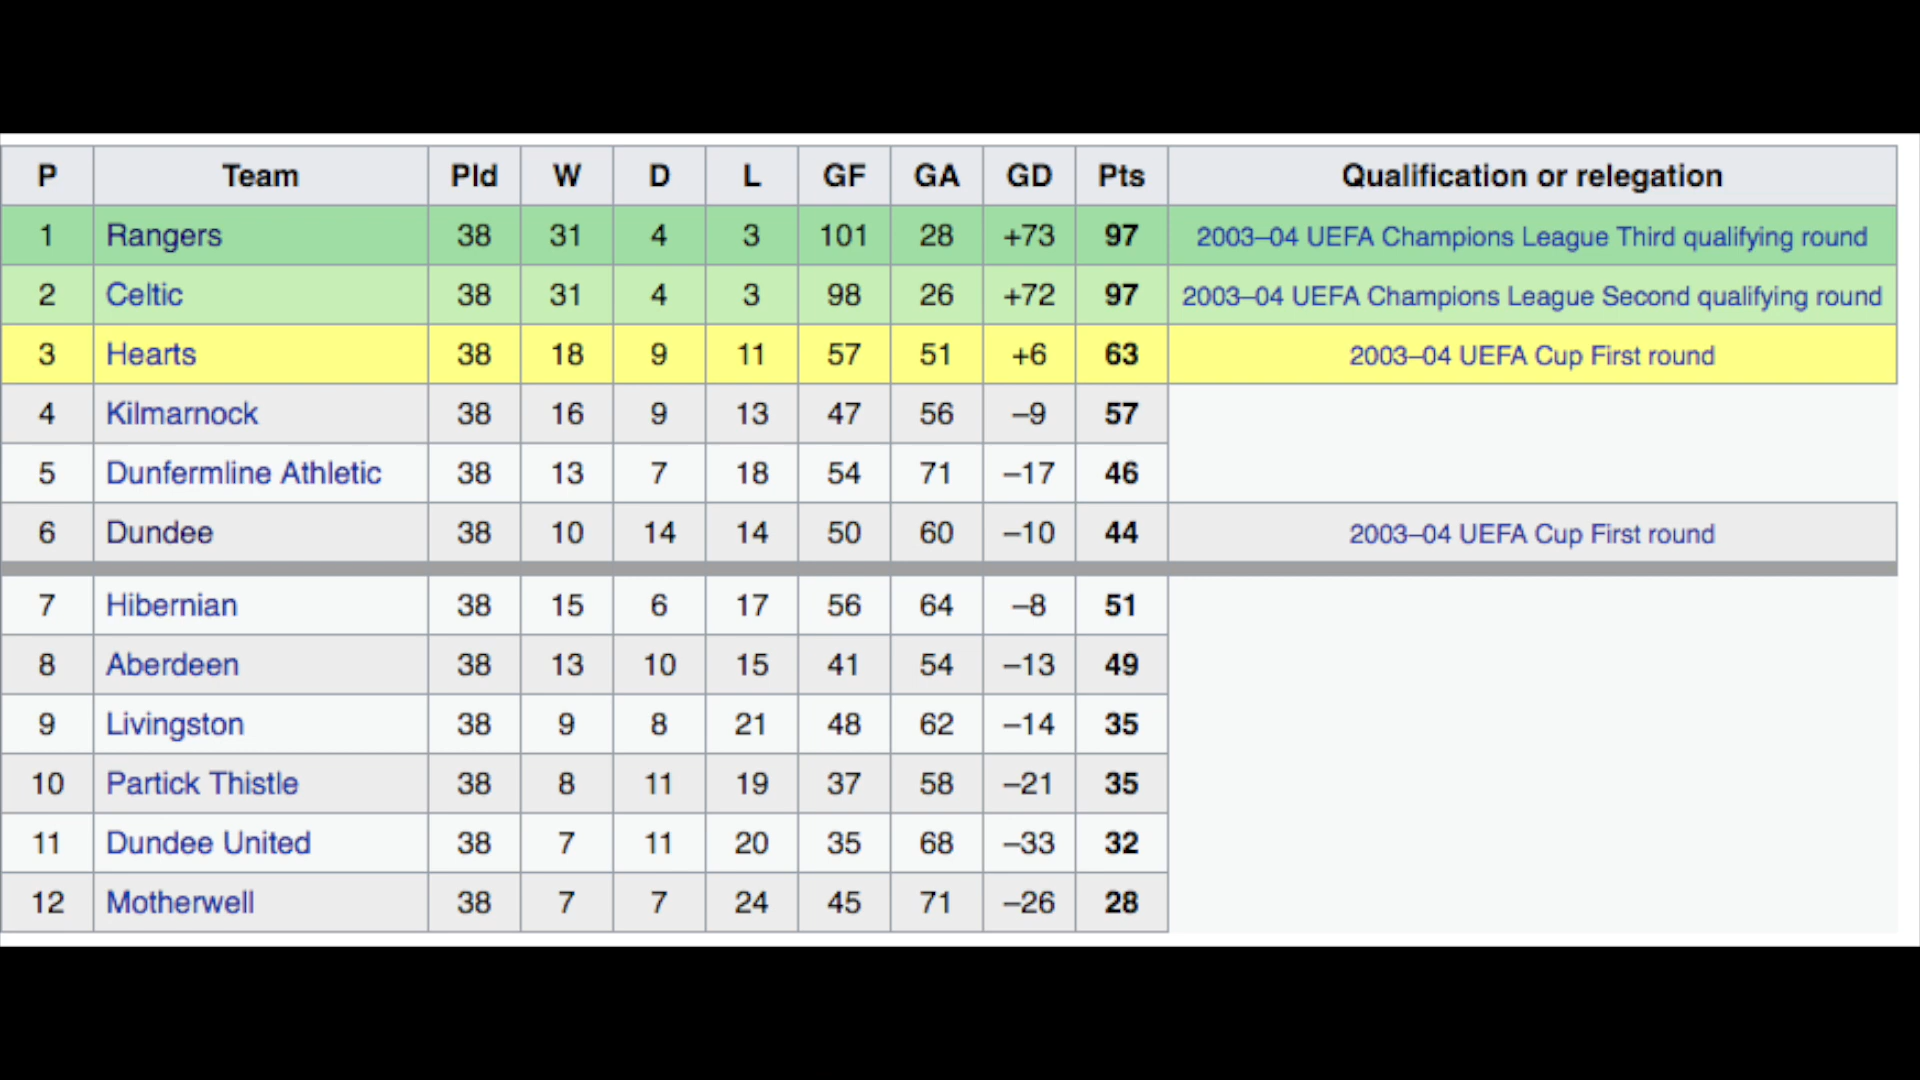 P Team Pld W D L GF GA GD Pts Qualification or relegation
1 Rangers 38 31 4 3 101 28 +73 97 2003–04 UEFA Champions League Third qualifying round
2 Celtic 38 31 4 3 98 26 +72 97 2003–04 UEFA Champions League Second qualifying round
3 Hearts 38 18 9 11 57 51 +6 63 2003–04 UEFA Cup First round
4 Kilmarnock 38 16 9 13 47 56 –9 57
5 Dunfermline Athletic 38 13 7 18 54 71 –17 46
6 Dundee 38 10 14 14 50 60 –10 44 2003–04 UEFA Cup First round
7 Hibernian 38 15 6 17 56 64 –8 51
8 Aberdeen 38 13 10 15 41 54 –13 49
9 Livingston 38 9 8 21 48 62 –14 35
10 Partick Thistle 38 8 11 19 37 58 –21 35
11 Dundee United 38 7 11 20 35 68 –33 32
12 Motherwell 38 7 7 24 45 71 –26 28